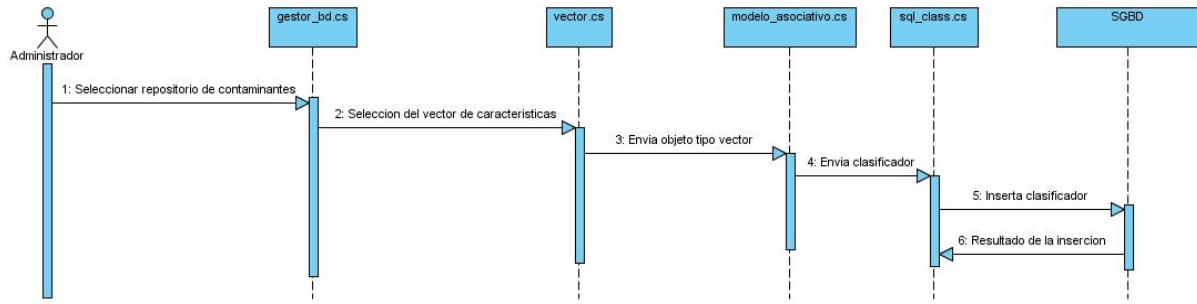 gestor_bd.cs
vector.cs
modelo_asociativo.cs
sql_class.cs
SGBD
Administrador
1: Seleccionar repositorio de contaminantes
2: Seleccion del vector de caracteristicas
3: Envia objeto tipo vector
4: Envia clasificador
5: Inserta clasificador
6: Resultado de la insercion